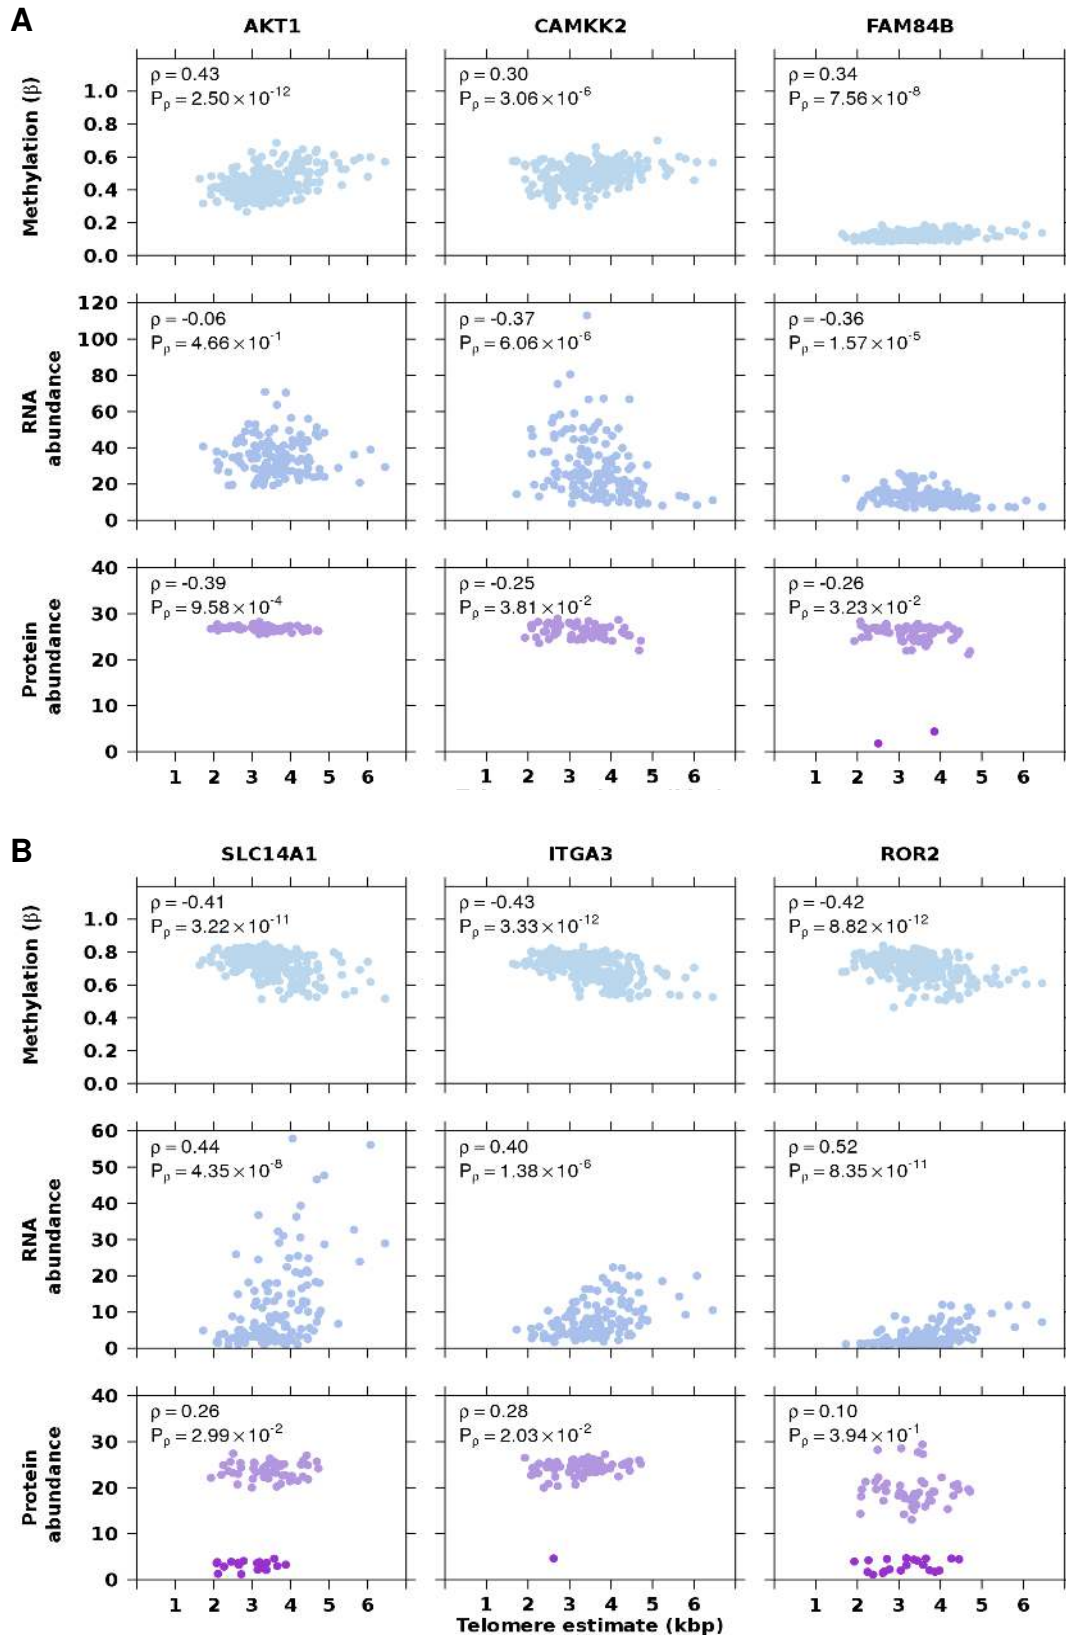 A
AKT1 CAMKK2 FAM84B
Methylation (β)
1.0
0.8
0.6
0.4
0.2
0.0
ρ = 0.43
Pρ = 2.50 × 10-12
ρ = 0.30
Pρ = 3.06 × 10-6
ρ = 0.34
Pρ = 7.56 × 10-8
RNA
abundance
120
100
80
60
40
20
0
ρ = -0.06
Pρ = 4.66 × 10-1
ρ = -0.37
Pρ = 6.06 × 10-6
ρ = -0.36
Pρ = 1.57 × 10-5
Protein
abundance
40
30
20
10
0
ρ = -0.39
Pρ = 9.58 × 10-4
ρ = -0.25
Pρ = 3.81 × 10-2
ρ = -0.26
Pρ = 3.23 × 10-2
1 2 3 4 5 6 1 2 3 4 5 6 1 2 3 4 5 6
B
SLC14A1 ITGA3 ROR2
Methylation (β)
1.0
0.8
0.6
0.4
0.2
0.0
ρ = -0.41
Pρ = 3.22 × 10-11
ρ = -0.43
Pρ = 3.33 × 10-12
ρ = -0.42
Pρ = 8.82 × 10-12
RNA
abundance
60
50
40
30
20
10
0
ρ = 0.44
Pρ = 4.35 × 10-8
ρ = 0.40
Pρ = 1.38 × 10-6
ρ = 0.52
Pρ = 8.35 × 10-11
Protein
abundance
40
30
20
10
0
ρ = 0.26
Pρ = 2.99 × 10-2
ρ = 0.28
Pρ = 2.03 × 10-2
ρ = 0.10
Pρ = 3.94 × 10-1
1 2 3 4 5 6 1 2 3 4 5 6 1 2 3 4 5 6
Telomere estimate (kbp)